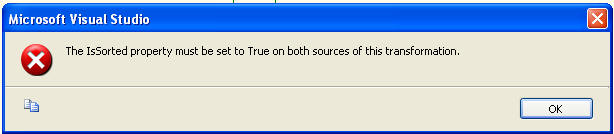 Microsoft Visual Studio
The IsSorted property must be set to True on both sources of this transformation.
OK